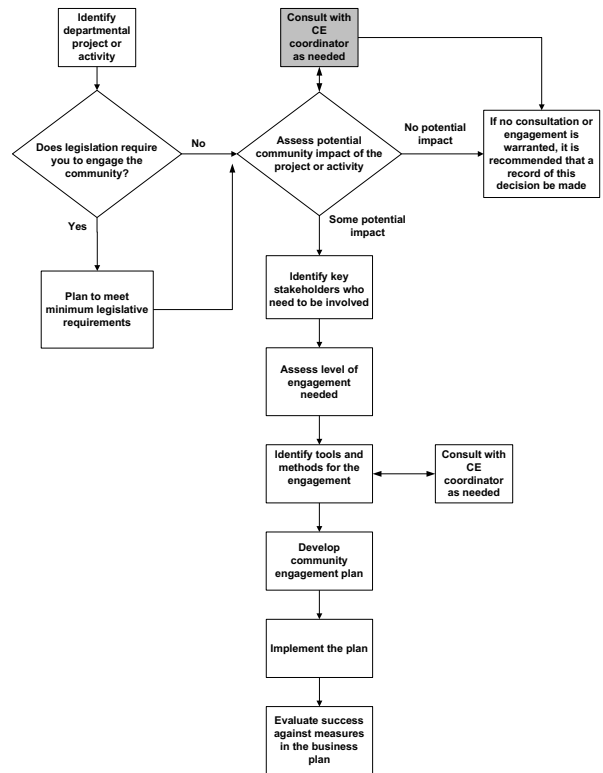 Identify
departmental
project or
activity
Consult with
CE
coordinator
as needed
Does legislation require
you to engage the
community?
No
Assess potential
community impact of the
project or activity
No potential
impact
If no consultation or
engagement is
warranted, it is
recommended that a
record of this
decision be made
Yes
Some potential
impact
Plan to meet
minimum legislative
requirements
Identify key
stakeholders who
need to be involved
Assess level of
engagement
needed
Identify tools and
methods for the
engagement
Consult with
CE
coordinator
as needed
Develop
community
engagement plan
Implement the plan
Evaluate success
against measures
in the business
plan